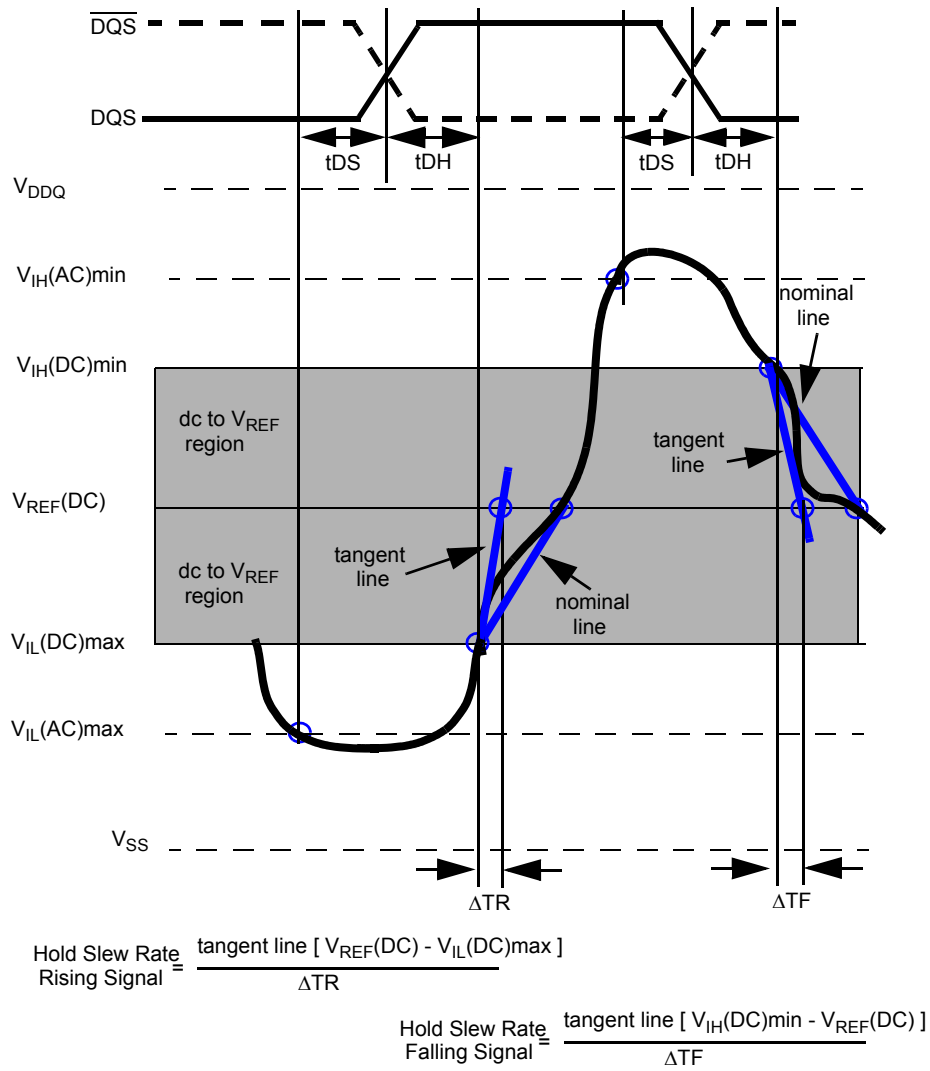 DQS
DQS
tDS tDH tDS tDH
VDDQ
VIH(AC)min
nominal
line
VIH(DC)min
dc to VREF
region
tangent
line
VREF(DC)
tangent
line
dc to VREF
region
nominal
line
VIL(DC)max
VIL(AC)max
VSS
ΔTR ΔTF
Hold Slew Rate
Rising Signal = tangent line [ VREF(DC) - VIL(DC)max ]
ΔTR
Hold Slew Rate
Falling Signal = tangent line [ VIH(DC)min - VREF(DC) ]
ΔTF